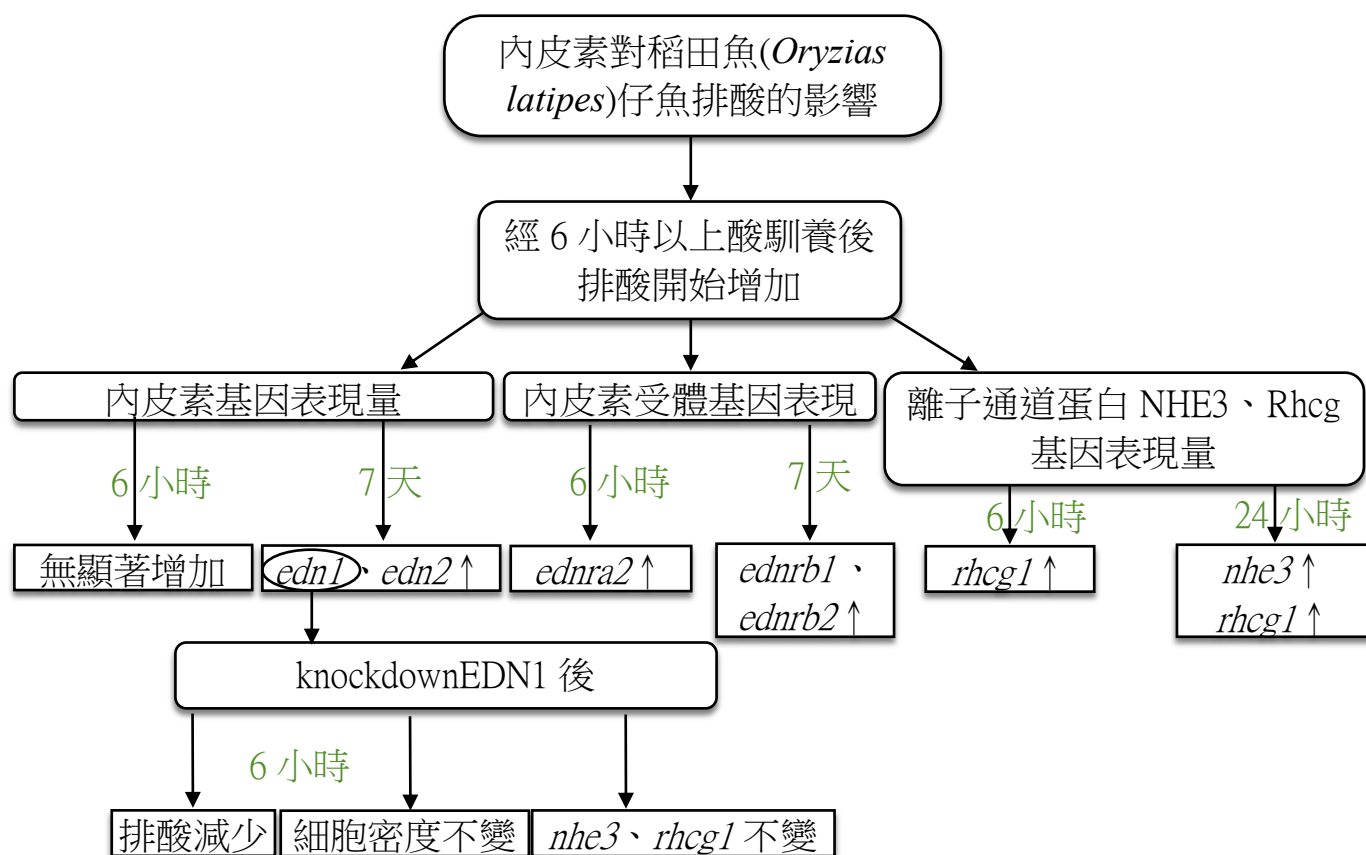 內皮素對稻田魚(Oryzias
latipes)仔魚排酸的影響
經 6 小時以上酸馴養後
排酸開始增加
內皮素基因表現量
內皮素受體基因表現
離子通道蛋白 NHE3、Rhcg
基因表現量
6 小時
7 天
6 小時
7 天
6 小時
24 小時
無顯著增加
edn1、edn2↑
ednra2↑
ednrb1、
ednrb2↑
rhcg1↑
nhe3↑
rhcg1↑
knockdownEDN1 後
6 小時
排酸減少
細胞密度不變
nhe3、rhcg1 不變